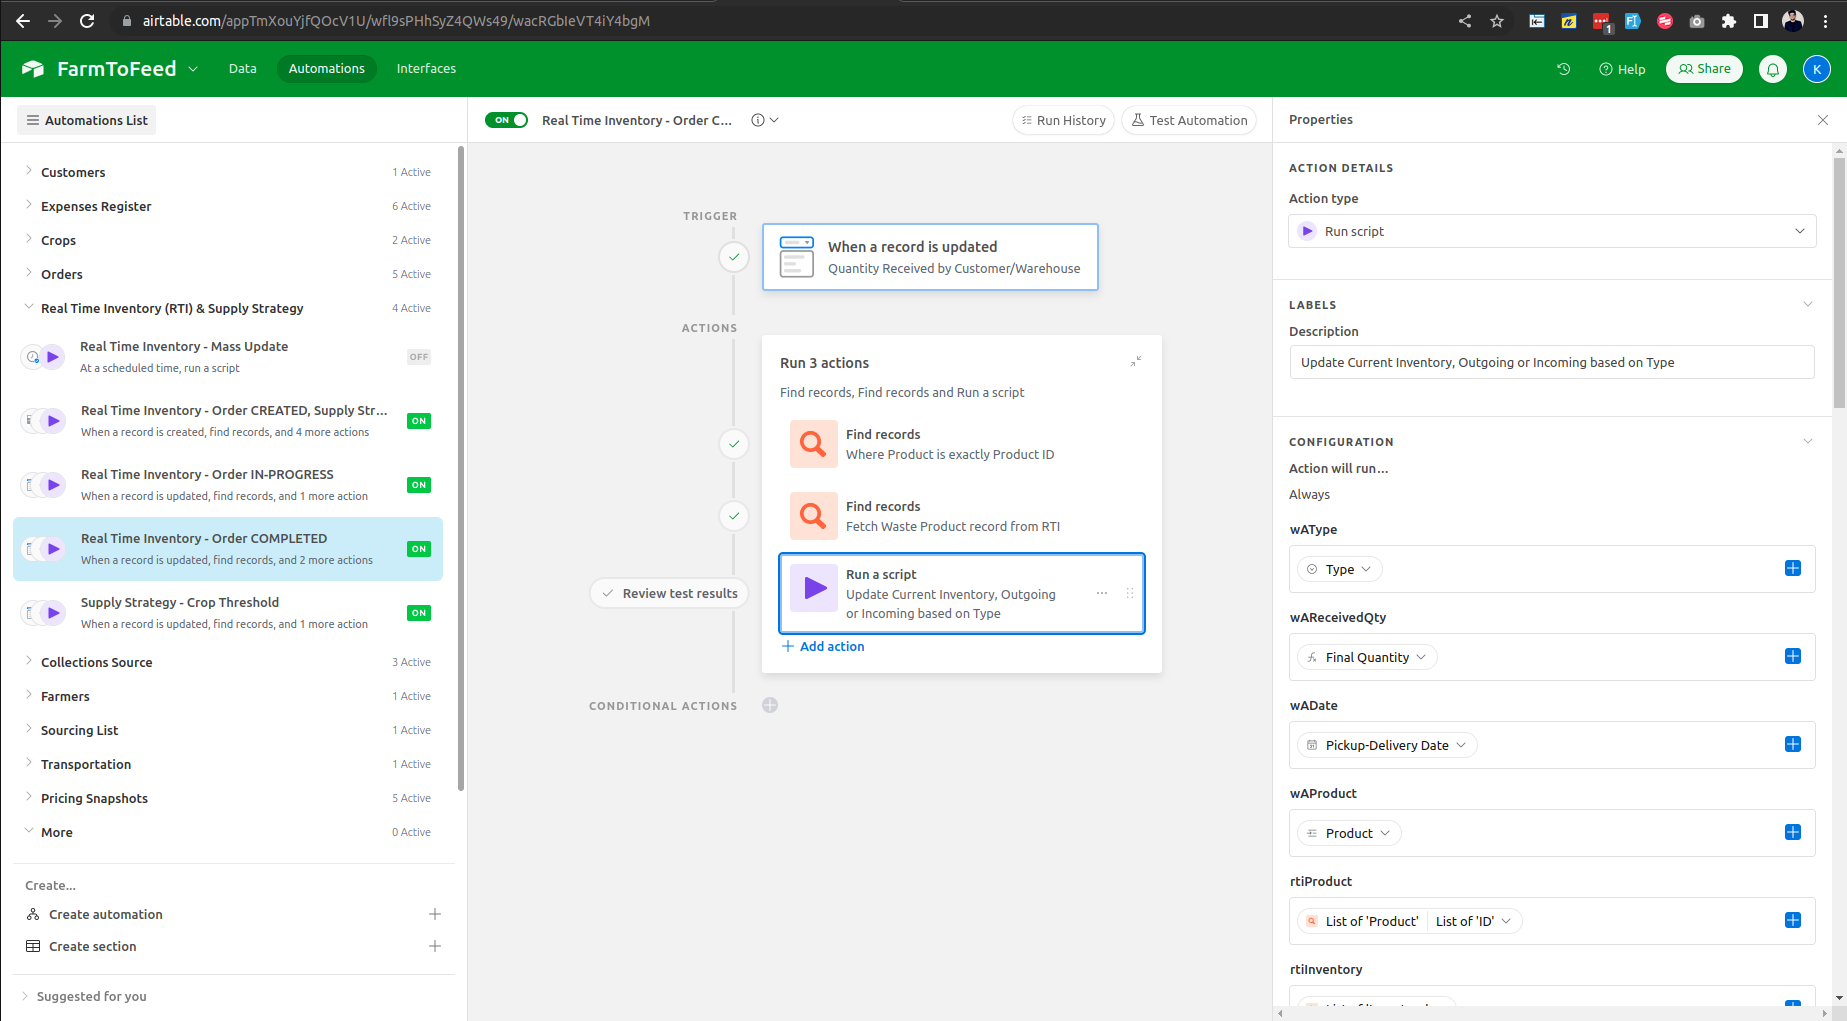 airtable.com/appTmXouYjfQOcV1U/wfl9sPHhSyZ4QWs49/wacRGbIeVT4iY4bgM
1
FarmToFeed
Data
Automations
Interfaces
Help
Share
K
Automations List
ON
Real Time Inventory - Order C...
Run History
Test Automation
Properties
Customers
1 Active
Expenses Register
6 Active
Crops
2 Active
Orders
5 Active
Real Time Inventory (RTI) & Supply Strategy
4 Active
Real Time Inventory - Mass Update
At a scheduled time, run a script
OFF
Real Time Inventory - Order CREATED, Supply Str...
When a record is created, find records, and 4 more actions
ON
Real Time Inventory - Order IN-PROGRESS
When a record is updated, find records, and 1 more action
ON
Real Time Inventory - Order COMPLETED
When a record is updated, find records, and 2 more actions
ON
Supply Strategy - Crop Threshold
When a record is updated, find records, and 1 more action
ON
Collections Source
3 Active
Farmers
1 Active
Sourcing List
1 Active
Transportation
1 Active
Pricing Snapshots
5 Active
More
0 Active
Create...
Create automation
Create section
Suggested for you
TRIGGER
When a record is updated
Quantity Received by Customer/Warehouse
ACTIONS
Run 3 actions
Find records, Find records and Run a script
Find records
Where Product is exactly Product ID
Find records
Fetch Waste Product record from RTI
Review test results
Run a script
Update Current Inventory, Outgoing
or Incoming based on Type
Add action
CONDITIONAL ACTIONS
ACTION DETAILS
Action type
Run script
LABELS
Description
Update Current Inventory, Outgoing or Incoming based on Type
CONFIGURATION
Action will run...
Always
wAType
Type
wAReceivedQty
Final Quantity
wADate
Pickup-Delivery Date
wAProduct
Product
rtiProduct
List of 'Product'
List of 'ID'
rtiInventory